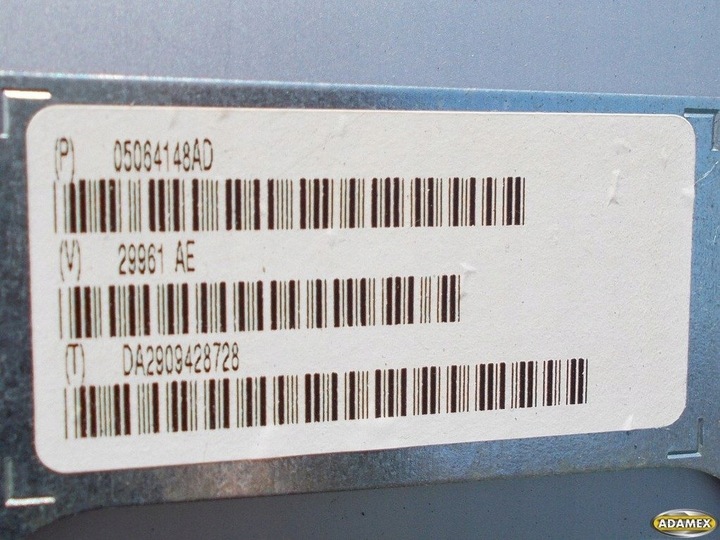 (P) 05064148AD
(V) 29961 AE
(T) DA2909428728
ADAMEX